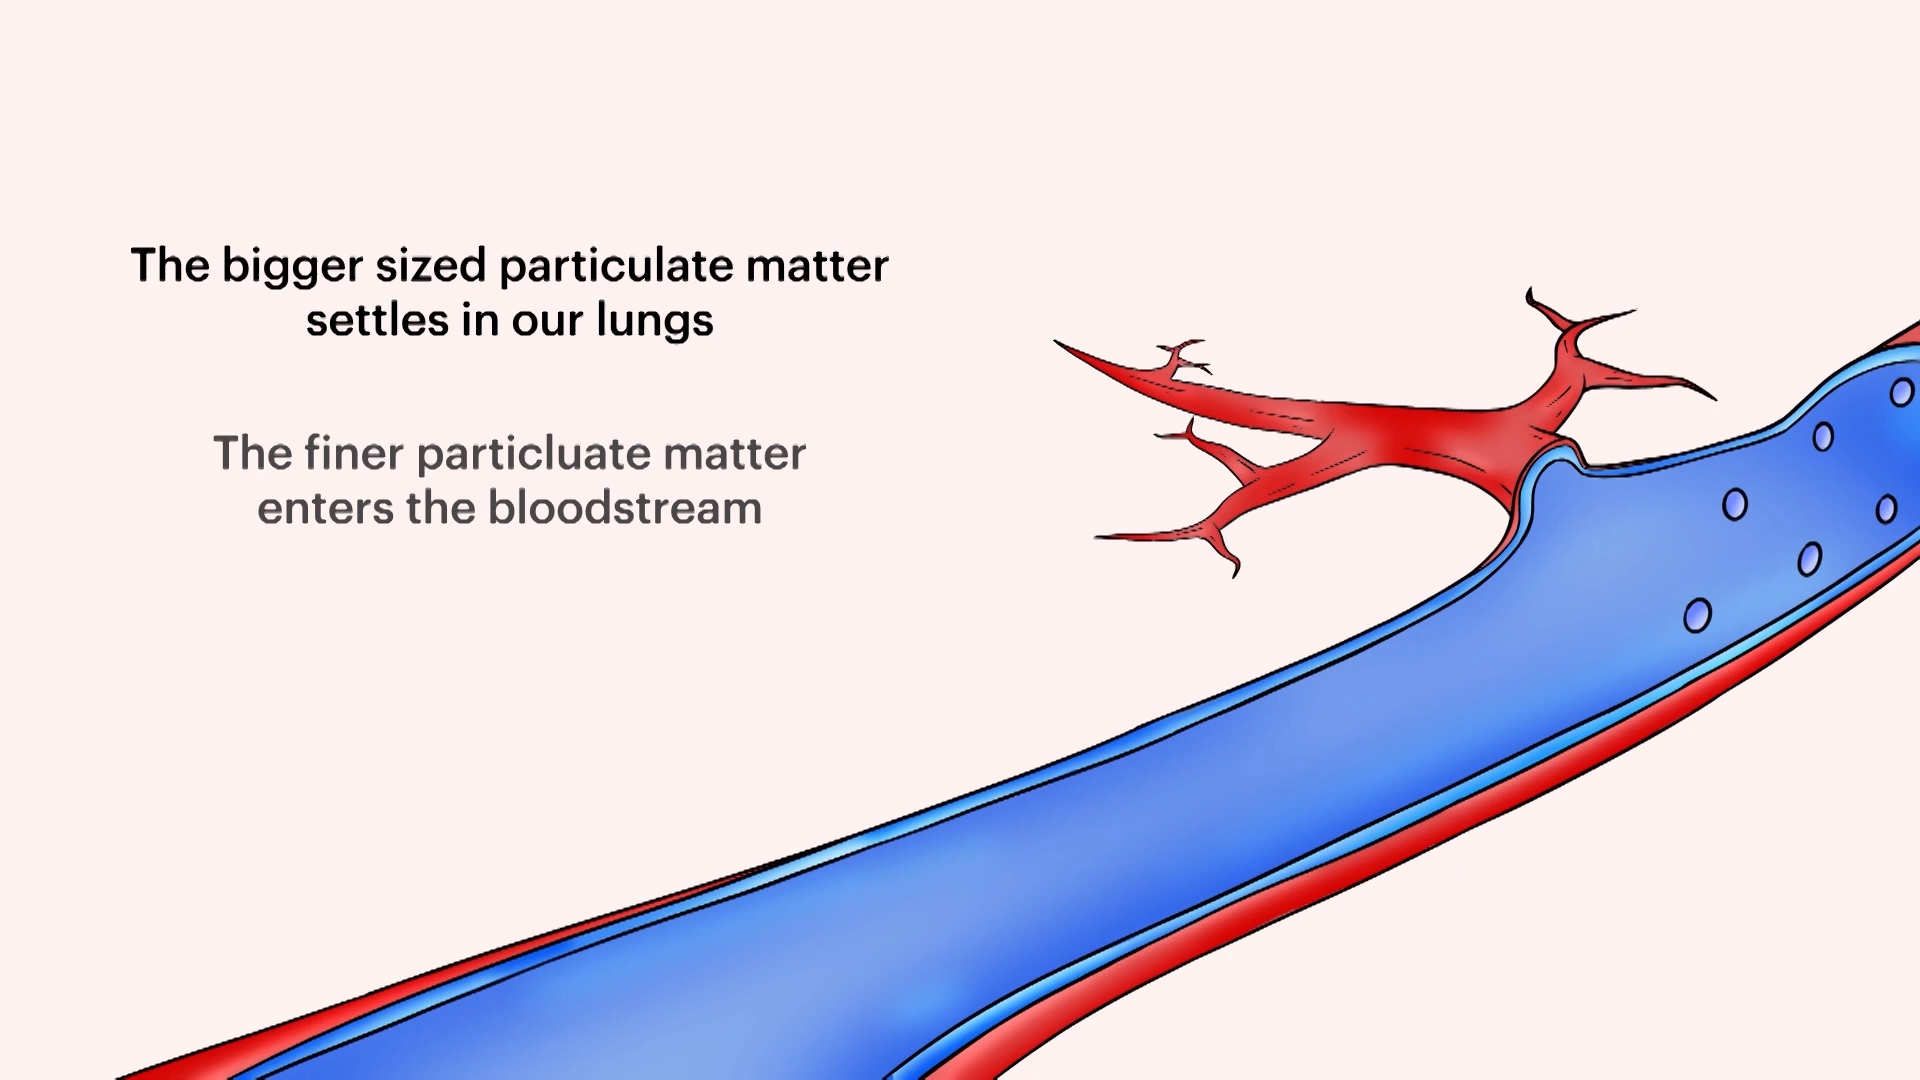 The bigger sized particulate matter
settles in our lungs
The finer particluate matter
enters the bloodstream